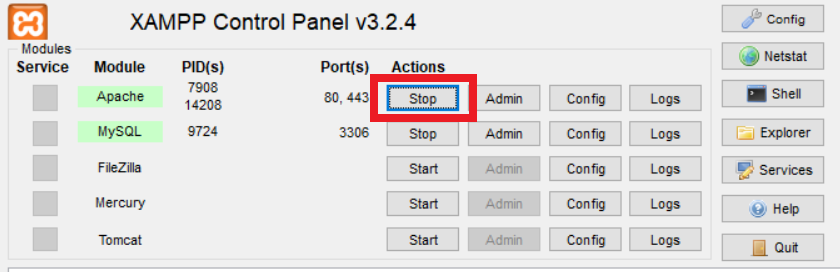 XAMPP Control Panel v3.2.4
Config
Modules
Service Module PID(s) Port(s) Actions
Netstat
Apache 7908 14208 80, 443 Stop Admin Config Logs
Shell
MySQL 9724 3306 Stop Admin Config Logs
Explorer
FileZilla Start Admin Config Logs
Services
Mercury Start Admin Config Logs
Help
Tomcat Start Admin Config Logs
Quit